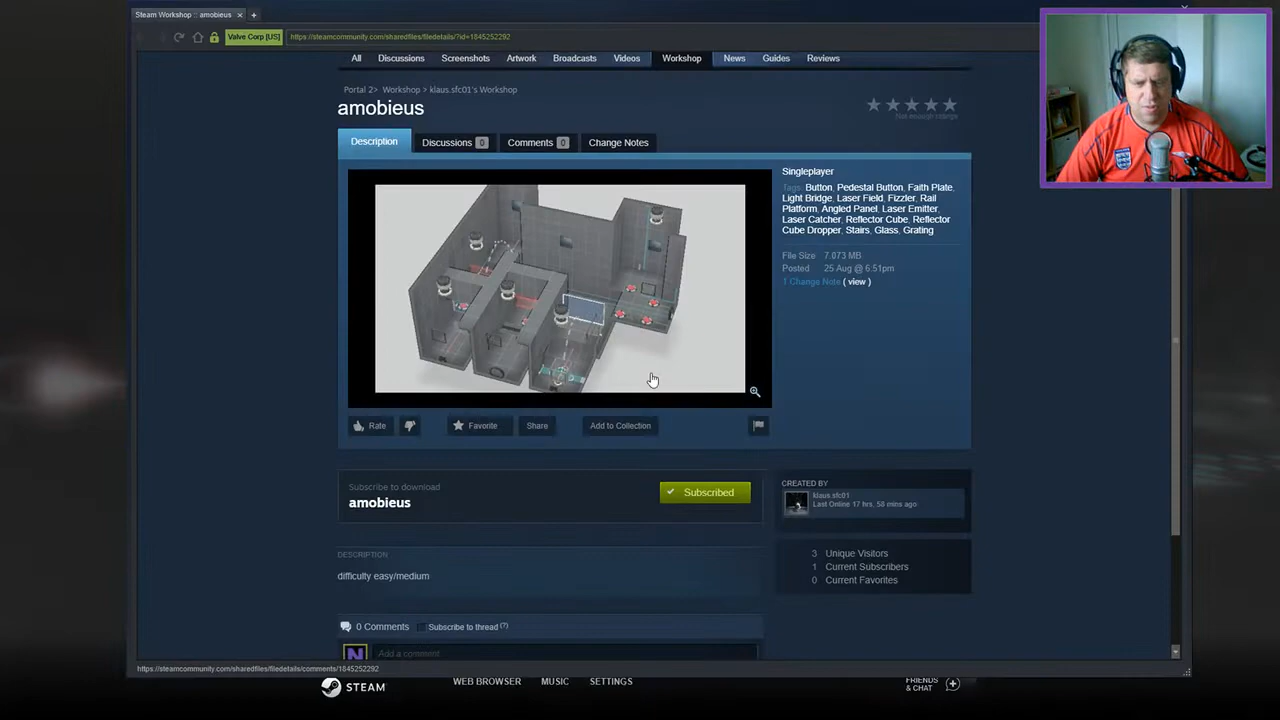 Steam Workshop :: amobieus
Valve Corp [US]
https://steamcommunity.com/sharedfiles/filedetails/?id=1845252292
All Discussions Screenshots Artwork Broadcasts Videos Workshop News Guides Reviews
Portal 2> Workshop > klaus.sfc01's Workshop
amobieus
Not enough ratings
Description Discussions 0 Comments 0 Change Notes
Singleplayer
Tags: Button, Pedestal Button, Faith Plate,
Light Bridge, Laser Field, Fizzler, Rail
Platform, Angled Panel, Laser Emitter,
Laser Catcher, Reflector Cube, Reflector
Cube Dropper, Stairs, Glass, Grating
File Size 7.073 MB
Posted 25 Aug @ 6:51pm
1 Change Note ( view )
Rate Favorite Share Add to Collection
Subscribe to download
amobieus
Subscribed
CREATED BY
klaus.sfc01
Last Online 17 hrs, 58 mins ago
3 Unique Visitors
1 Current Subscribers
0 Current Favorites
DESCRIPTION
difficulty easy/medium
0 Comments Subscribe to thread (?)
N Add a comment
https://steamcommunity.com/sharedfiles/filedetails/comments/1845252292
STEAM WEB BROWSER MUSIC SETTINGS FRIENDS
& CHAT